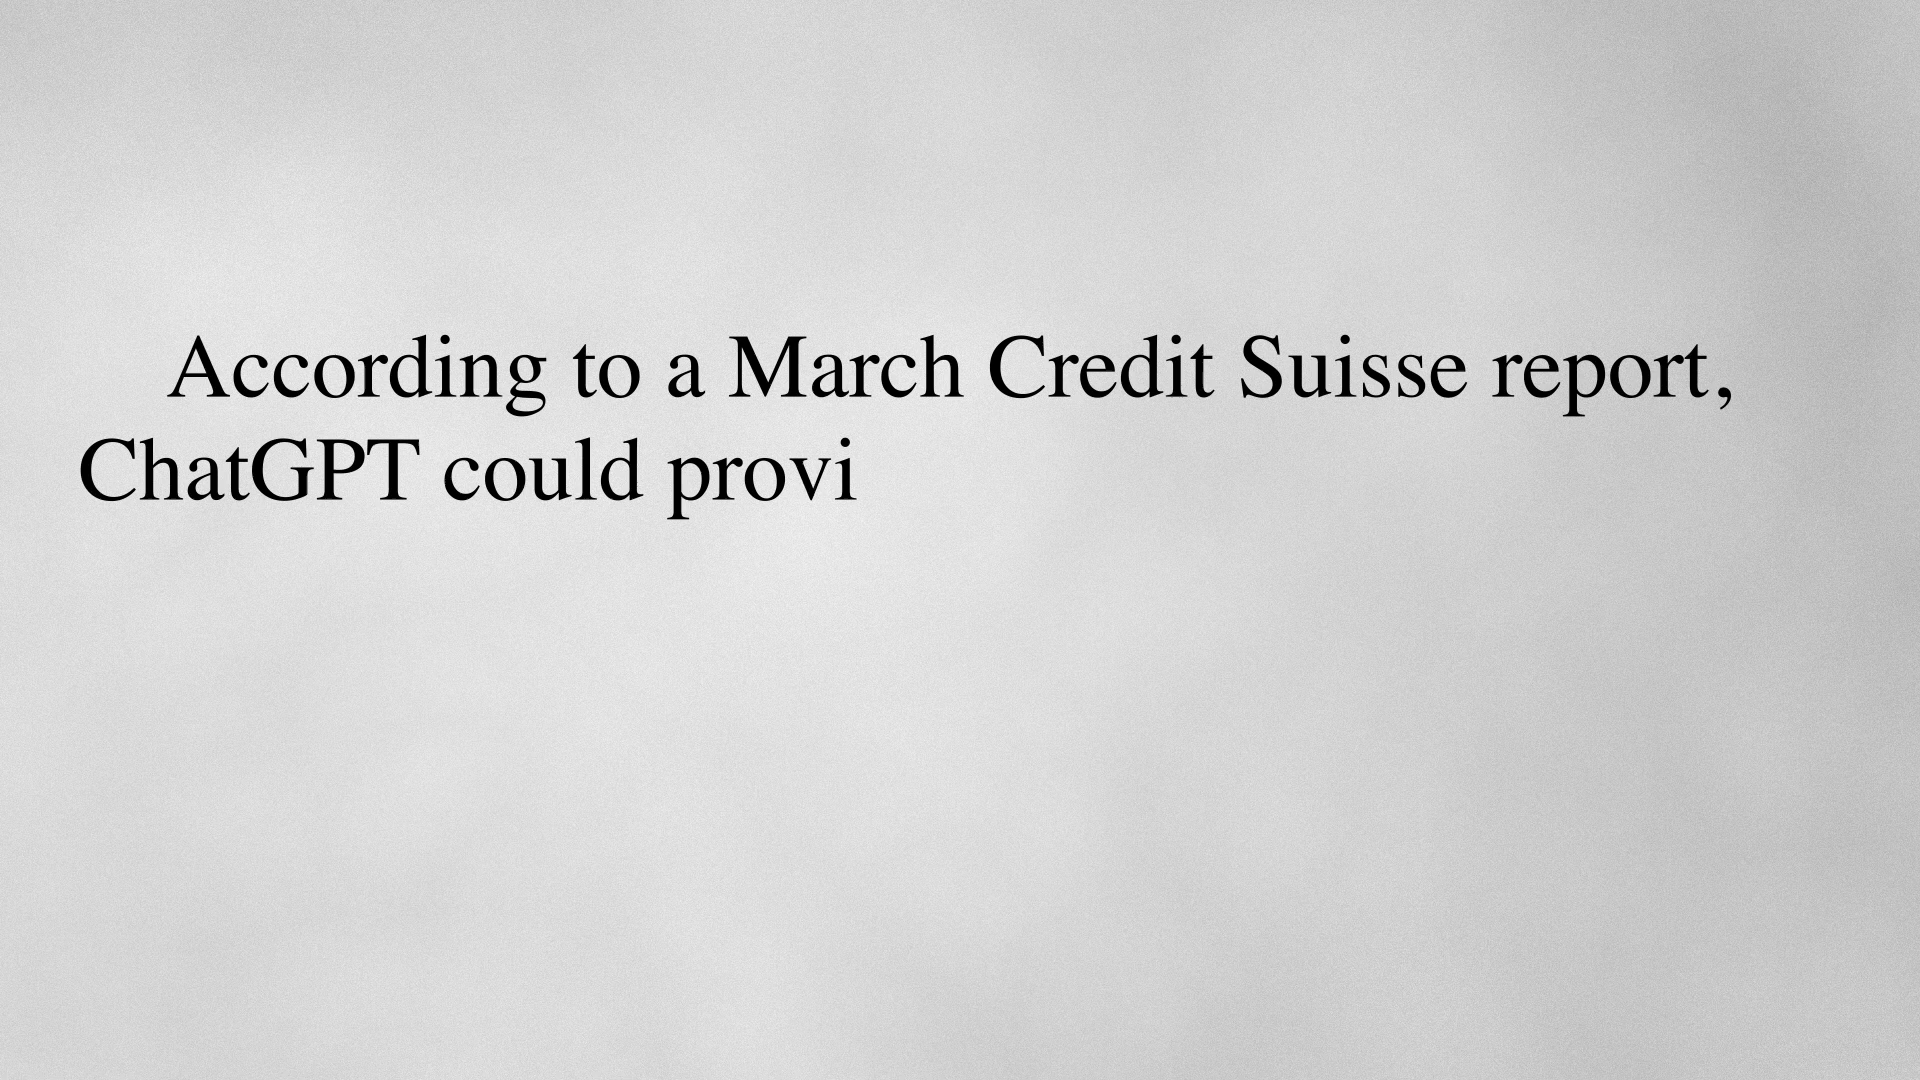 According to a March Credit Suisse report,
ChatGPT could provi